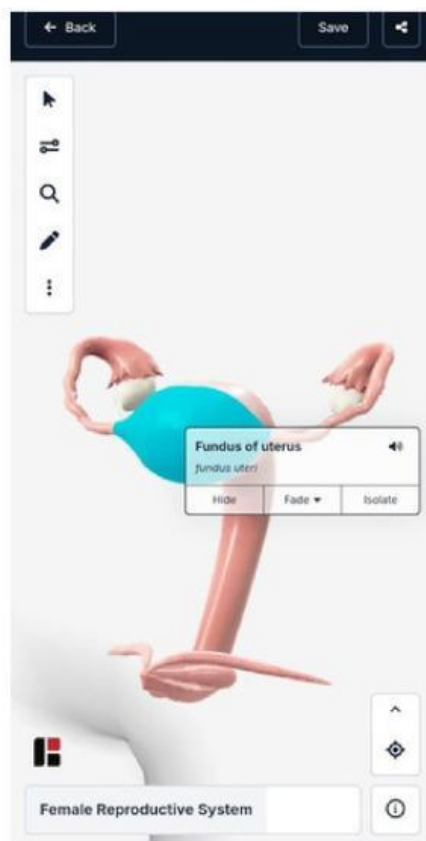 ← Back
Save
Fundus of uterus
fundus uteri
Hide
Fade ▼
Isolate
Female Reproductive System